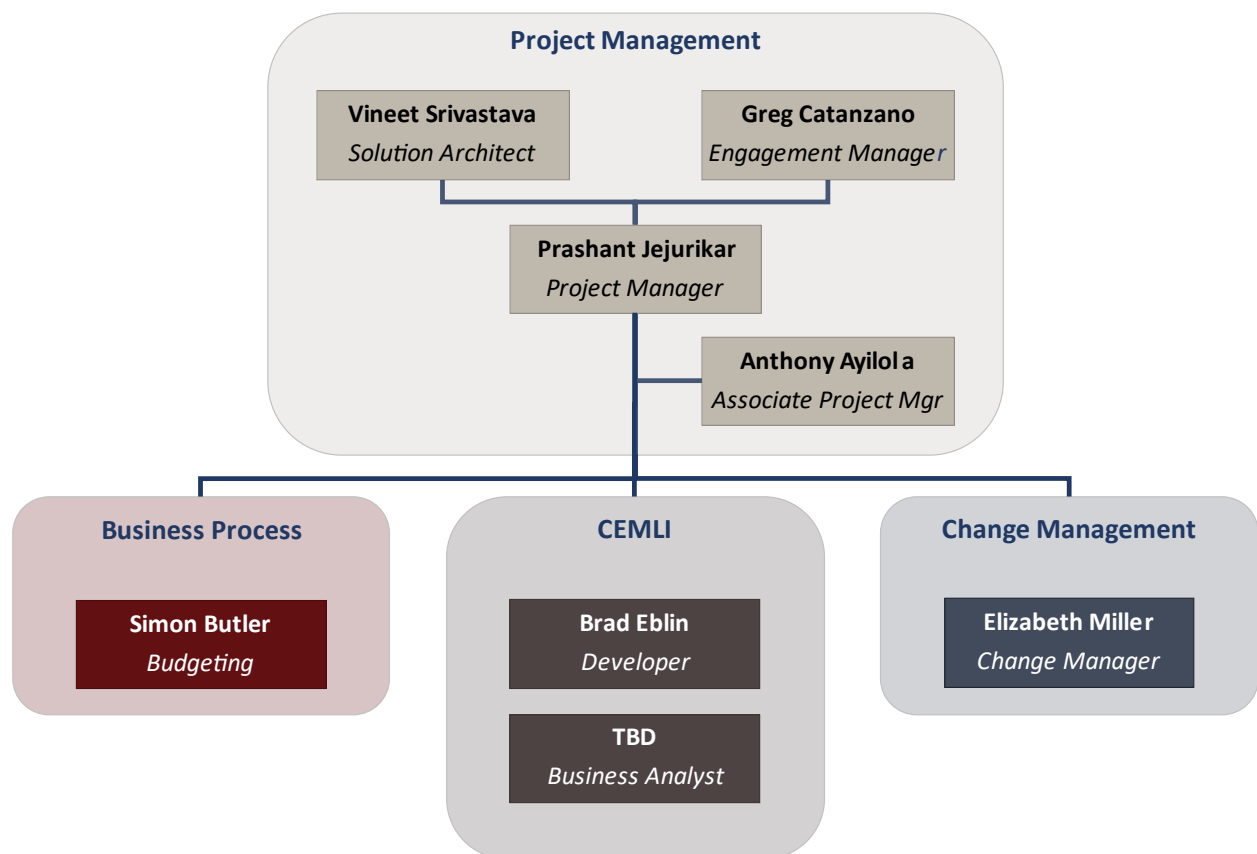 Project Management
Vineet Srivastava
Solution Architect
Greg Catanzano
Engagement Manager
Prashant Jejurikar
Project Manager
Anthony Ayilola
Associate Project Mgr
Business Process
Simon Butler
Budgeting
CEMLI
Brad Eblin
Developer
TBD
Business Analyst
Change Management
Elizabeth Miller
Change Manager